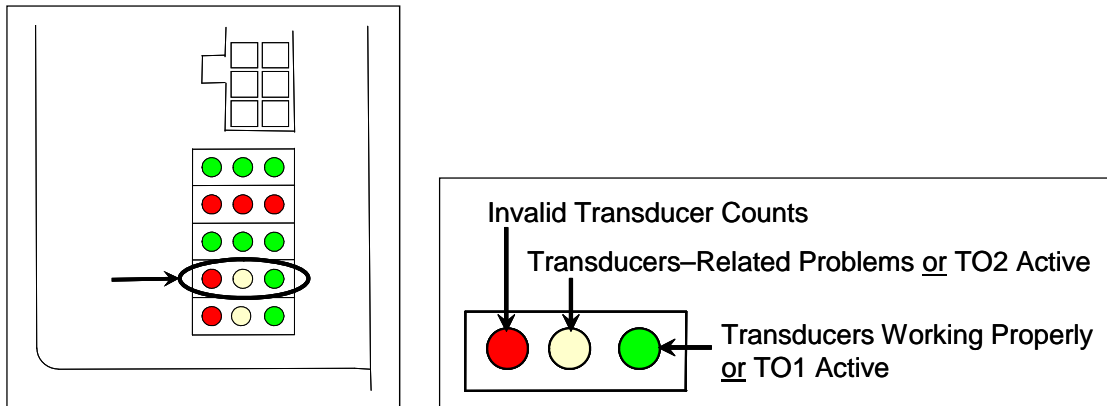 Invalid Transducer Counts
Transducers–Related Problems or TO2 Active
Transducers Working Properly
or TO1 Active